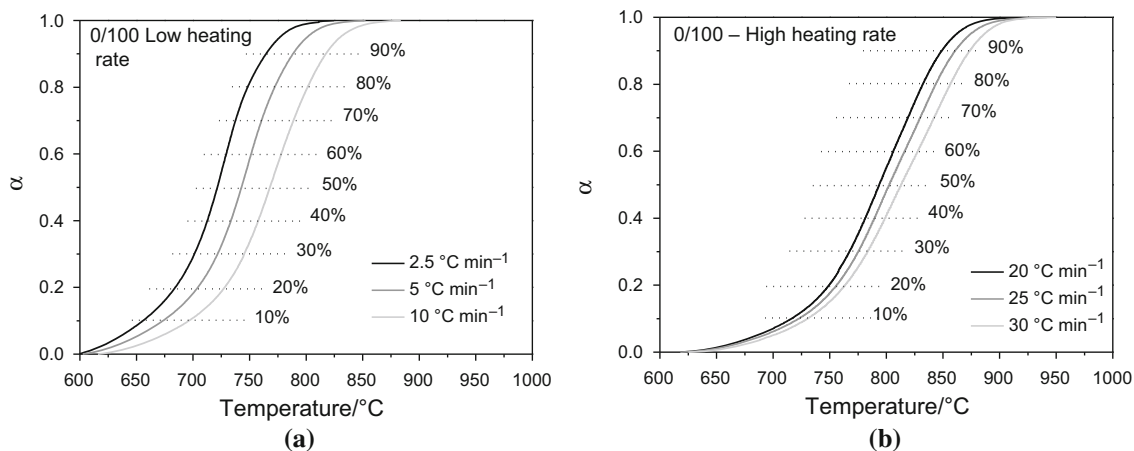 0/100 Low heating
rate
1.0
0.8
0.6
0.4
0.2
0.0
α
90%
80%
70%
60%
50%
40%
30%
20%
10%
2.5 °C min⁻¹
5 °C min⁻¹
10 °C min⁻¹
600 650 700 750 800 850 900 950 1000
Temperature/°C
(a)
0/100 – High heating rate
1.0
0.8
0.6
0.4
0.2
0.0
α
90%
80%
70%
60%
50%
40%
30%
20%
10%
20 °C min⁻¹
25 °C min⁻¹
30 °C min⁻¹
600 650 700 750 800 850 900 950 1000
Temperature/°C
(b)